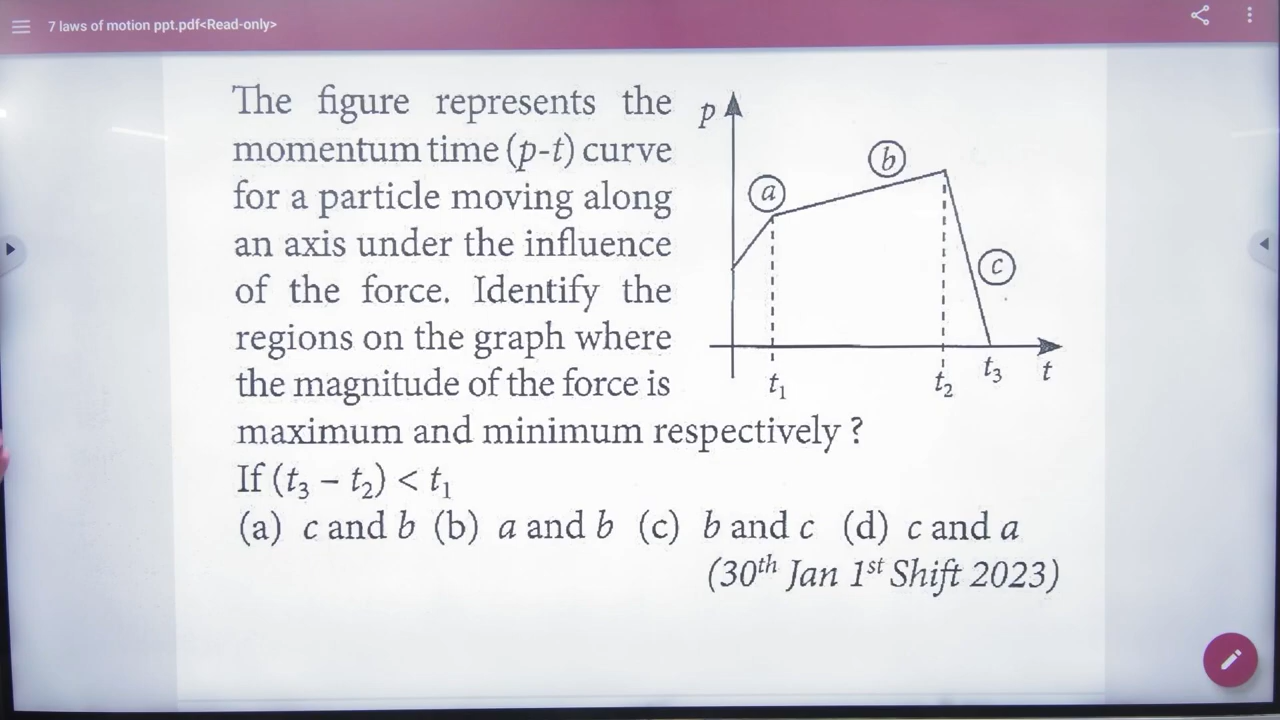 7 laws of motion ppt.pdf<Read-only>
The figure represents the
momentum time (p-t) curve
for a particle moving along
an axis under the influence
of the force. Identify the
regions on the graph where
the magnitude of the force is
maximum and minimum respectively ?
If (t₃ – t₂) < t₁
(a) c and b (b) a and b (c) b and c (d) c and a
(30th Jan 1st Shift 2023)
p
a
b
c
t₁
t₂
t₃
t